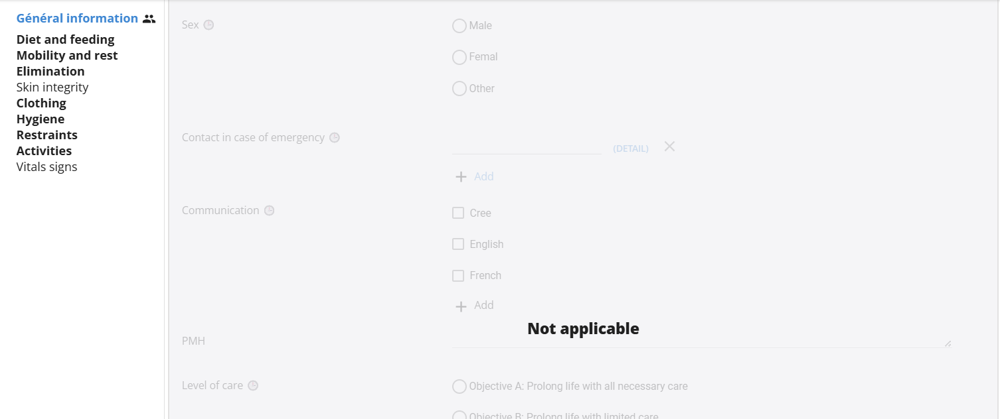 Général information
Diet and feeding
Mobility and rest
Elimination
Skin integrity
Clothing
Hygiene
Restraints
Activities
Vitals signs
Sex
Male
Femal
Other
Contact in case of emergency
(DETAIL)
Add
Communication
Cree
English
French
Add
Not applicable
PMH
Level of care
Objective A: Prolong life with all necessary care
Objective B: Prolong life with limited care